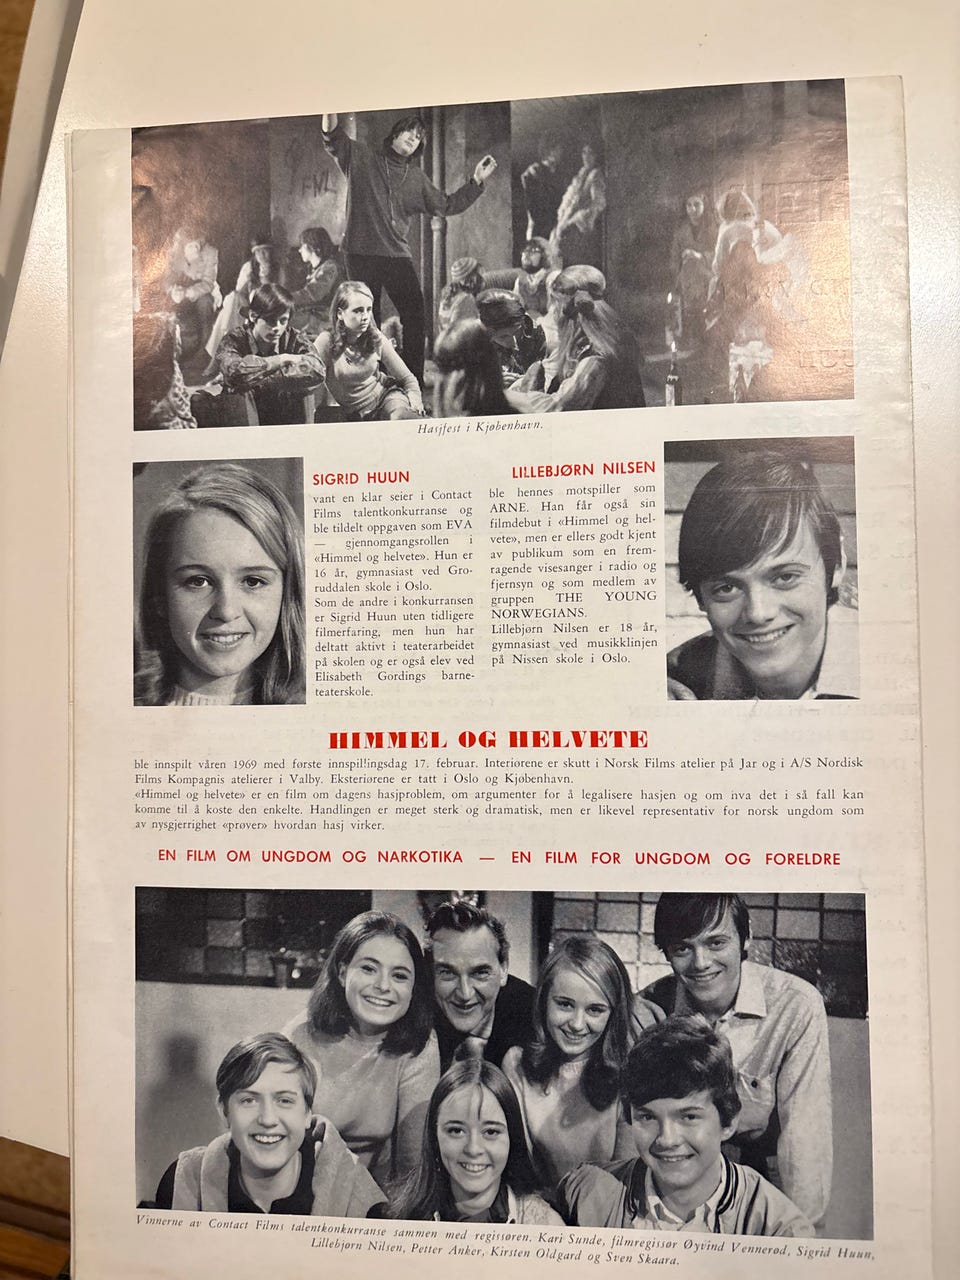 FVL
Hasjfest i Kjøbenhavn.
SIGRID HUUN
vant en klar seier i Contact
Films talentkonkurranse og
ble tildelt oppgaven som EVA
— gjennomgangsrollen i
«Himmel og helvete». Hun er
16 år, gymnasiast ved Gro-
ruddalen skole i Oslo.
Som de andre i konkurransen
er Sigrid Huun uten tidligere
filmerfaring, men hun har
deltatt aktivt i teaterarbeidet
på skolen og er også elev ved
Elisabeth Gordings barne-
teaterskole.
LILLEBJØRN NILSEN
ble hennes motspiller som
ARNE. Han får også sin
filmdebut i «Himmel og hel-
vete», men er ellers godt kjent
av publikum som en frem-
ragende visesanger i radio og
fjernsyn og som medlem av
gruppen THE YOUNG
NORWEGIANS.
Lillebjørn Nilsen er 18 år,
gymnasiast ved musikklinjen
på Nissen skole i Oslo.
HIMMEL OG HELVETE
ble innspilt våren 1969 med første innspillingsdag 17. februar. Interiørene er skutt i Norsk Films atelier på Jar og i A/S Nordisk
Films Kompagnis atelierer i Valby. Eksteriørene er tatt i Oslo og Kjøbenhavn.
«Himmel og helvete» er en film om dagens hasjproblem, om argumenter for å legalisere hasjen og om hva det i så fall kan
komme til å koste den enkelte. Handlingen er meget sterk og dramatisk, men er likevel representativ for norsk ungdom som
av nysgjerrighet «prøver» hvordan hasj virker.
EN FILM OM UNGDOM OG NARKOTIKA — EN FILM FOR UNGDOM OG FORELDRE
Vinnerne av Contact Films talentkonkurranse sammen med regissøren. Kari Sunde, filmregissør Øyvind Vennerød, Sigrid Huun,
Lillebjørn Nilsen, Petter Anker, Kirsten Oldgard og Sven Skaara.